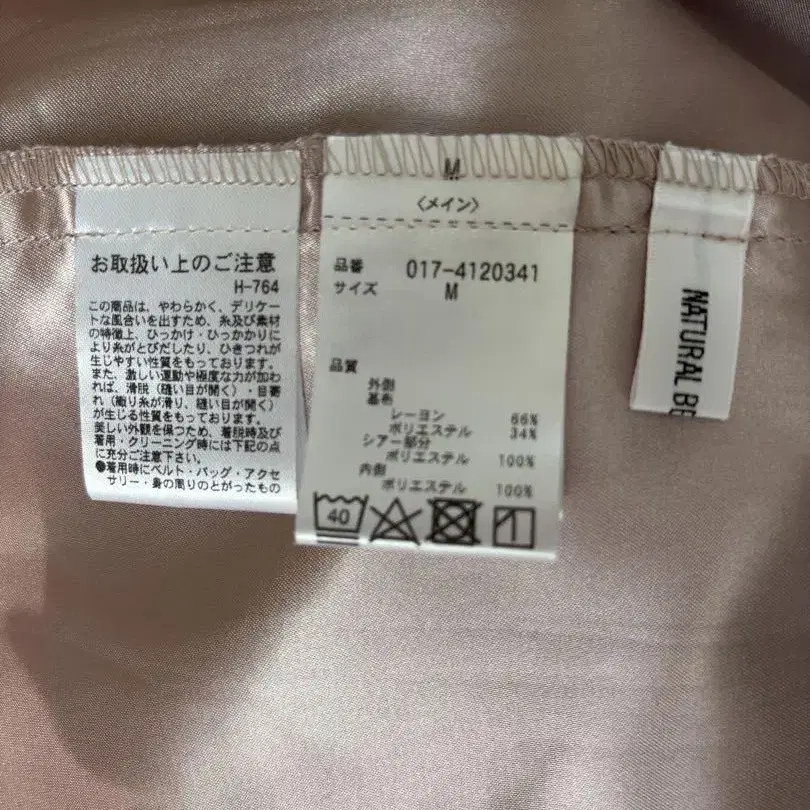 お取扱い上のご注意
H-764
この商品は、やわらかく、デリケー
トな風合いを出すため、糸及び素材
の特徴上、ひっかけ・ひっかかりに
より糸がとびだしたり、ひきつれが
生じやすい性質をもっております。
また、激しい運動や極度な力が加わ
れば、滑脱（縫い目が開く）・目寄
れ（織り糸が滑り、縫い目が開く）
が生じる性質をもっております。
美しい外観を保つため、着脱時及び
着用・クリーニング時には下記の点
に充分ご注意下さい。
●着用時にベルト・バッグ・アクセ
サリー・身の周りのとがったもの
M
〈メイン〉
品番 017-4120341
サイズ M
品質
外側
基布
レーヨン 66%
ポリエステル 34%
シアー部分
ポリエステル 100%
内側
ポリエステル 100%
40
NATURAL BE